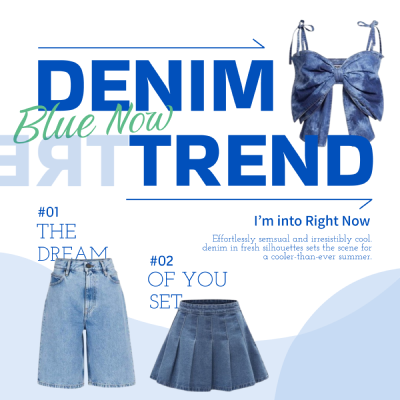 DENIM
Blue Now
TRE
TREND
I'm into Right Now
Effortlessly semsual and irresistibly cool.
denim in fresh silhouettes sets the scene for
a cooler-than-ever summer.
#01
THE
DREAM
#02
OF YOU
SET